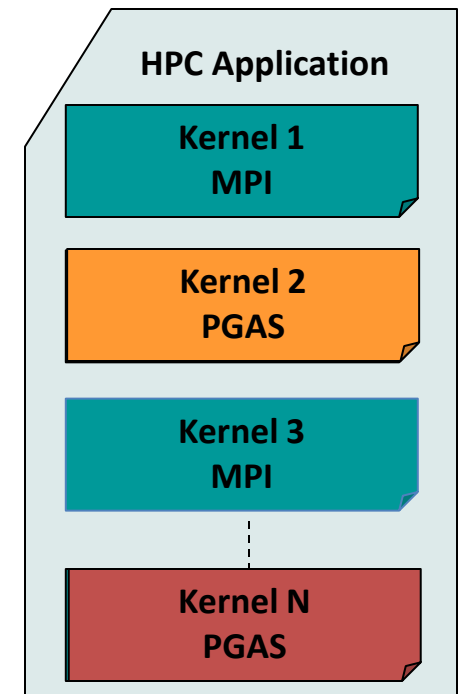 HPC Application
Kernel 1
MPI
Kernel 2
PGAS
Kernel 3
MPI
Kernel N
PGAS